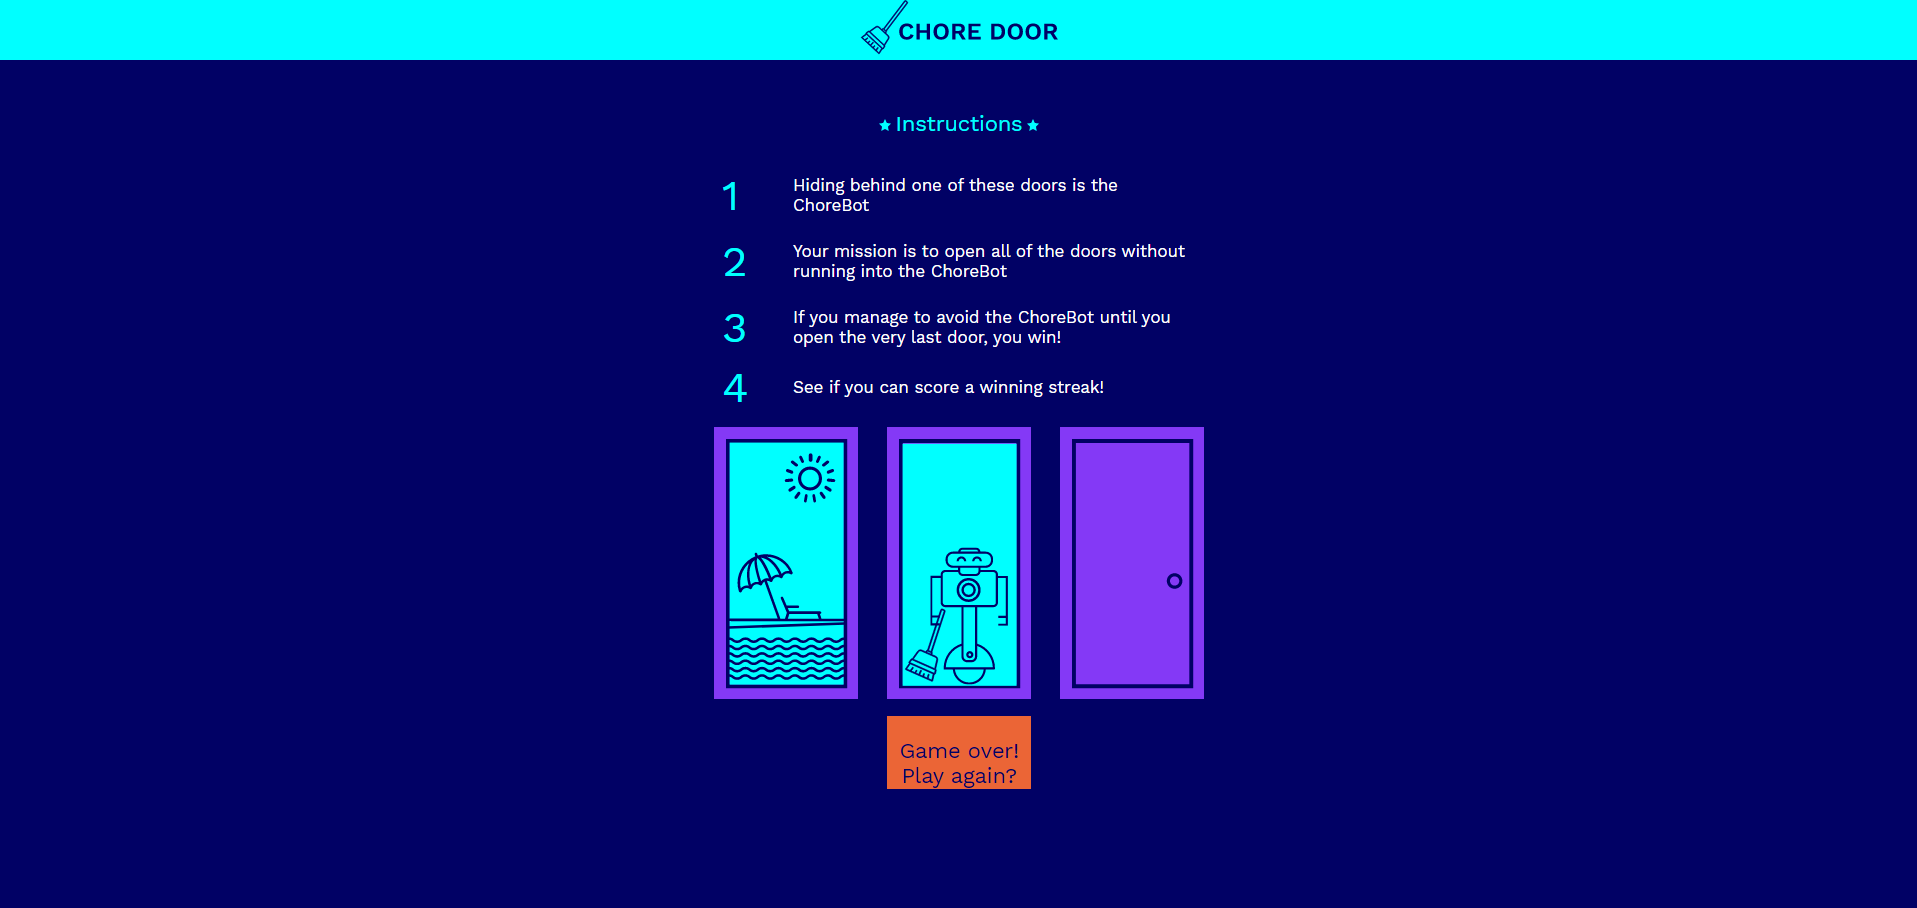 CHORE DOOR
Instructions
1
Hiding behind one of these doors is the
ChoreBot
2
Your mission is to open all of the doors without
running into the ChoreBot
3
If you manage to avoid the ChoreBot until you
open the very last door, you win!
4
See if you can score a winning streak!
Game over!
Play again?